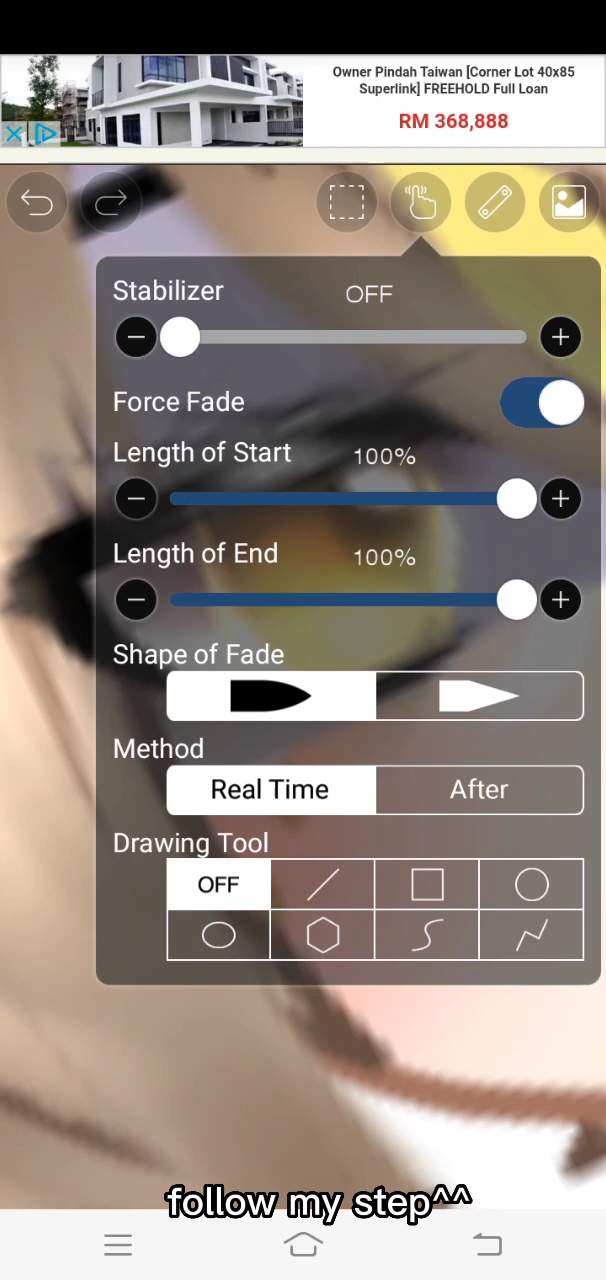 Owner Pindah Taiwan [Corner Lot 40x85
Superlink] FREEHOLD Full Loan
RM 368,888
Stabilizer OFF
Force Fade
Length of Start 100%
Length of End 100%
Shape of Fade
Method
Real Time After
Drawing Tool
OFF
follow my step^^